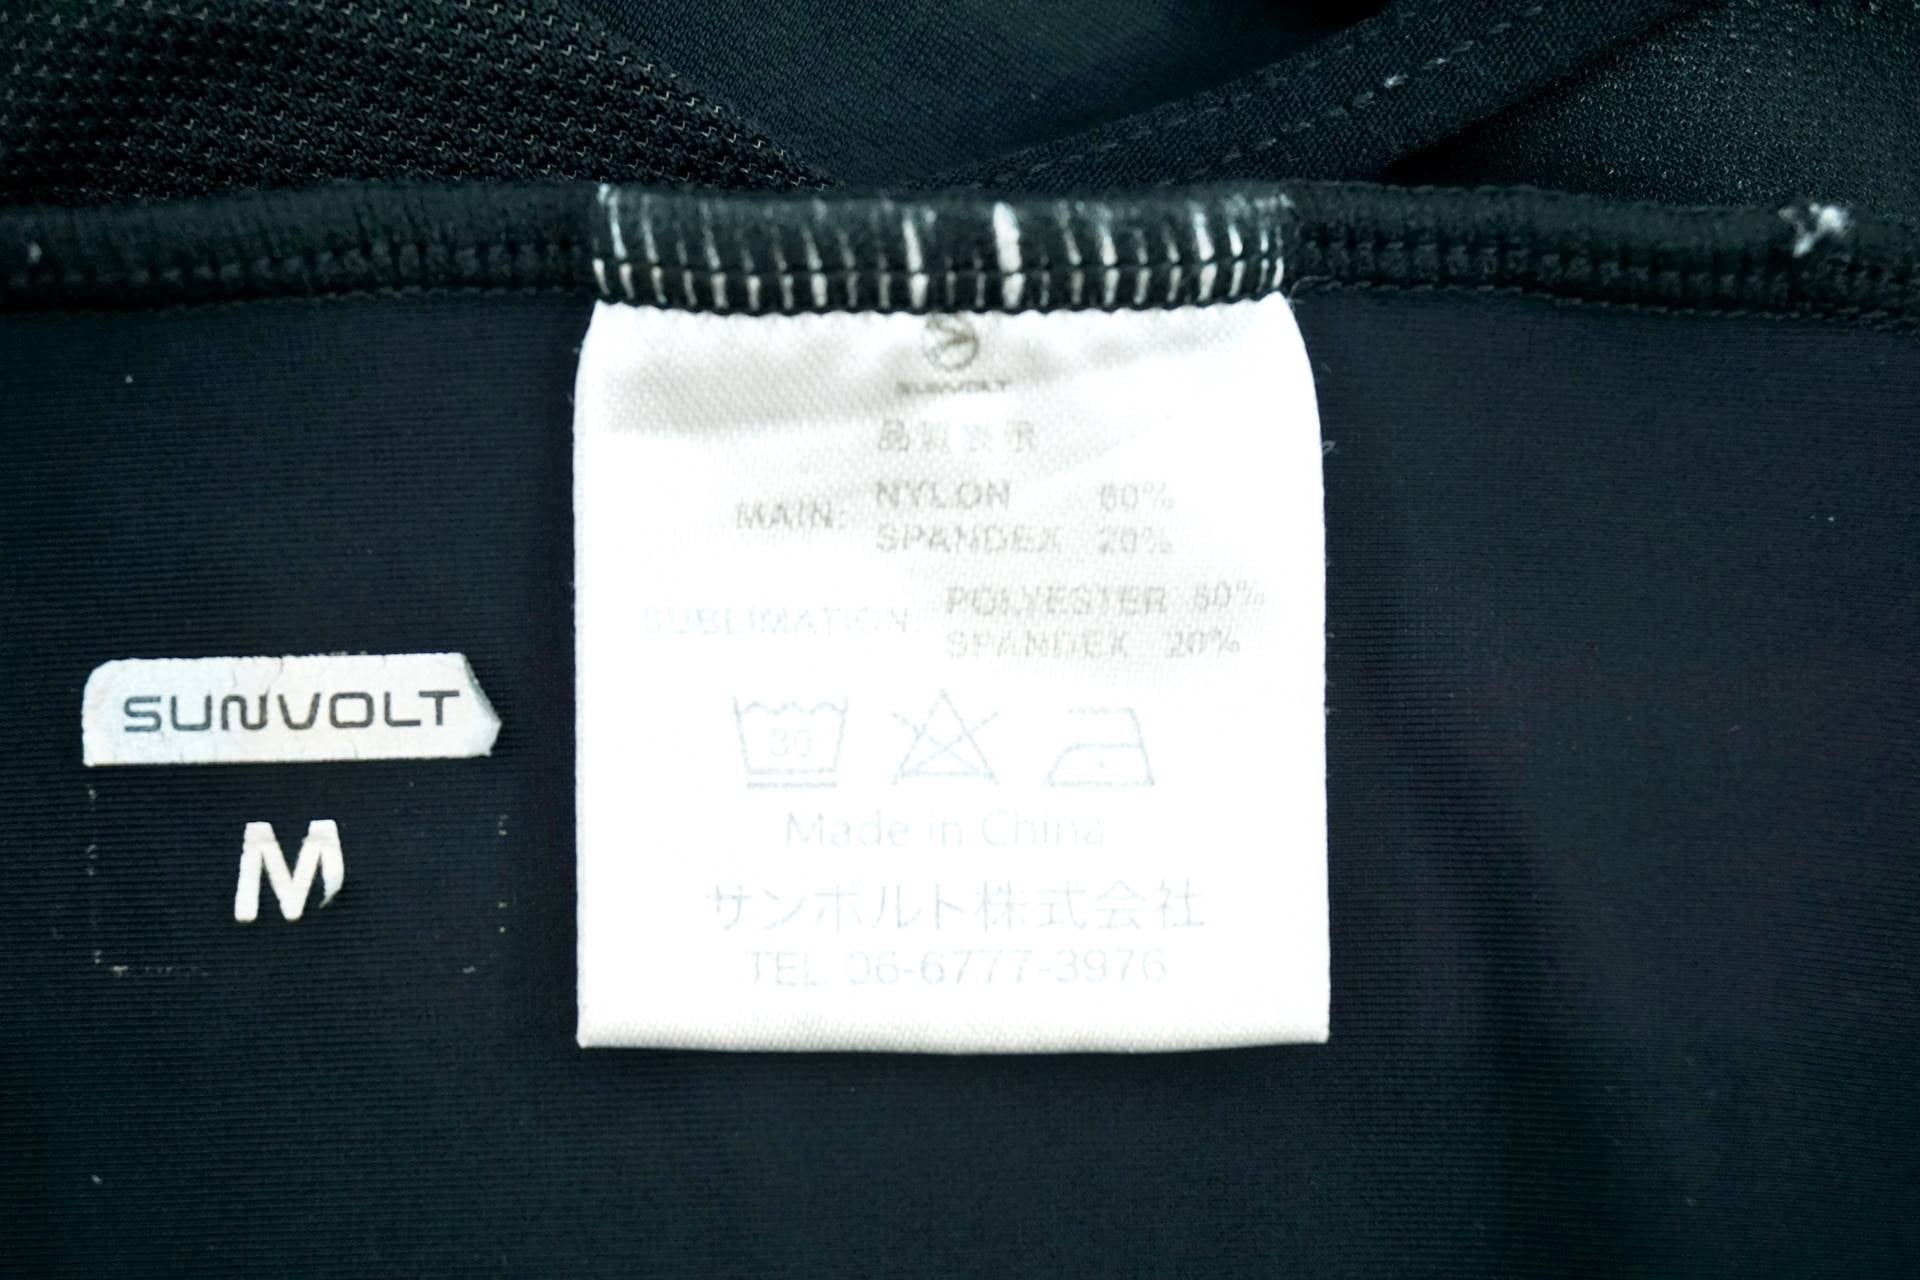 SUNVOLT
品質表示
MAIN: NYLON 80%
SPANDEX 20%
SUBLIMATION: POLYESTER 80%
SPANDEX 20%
30
Made in China
サンボルト株式会社
TEL 06-6777-3976
SUNVOLT
M